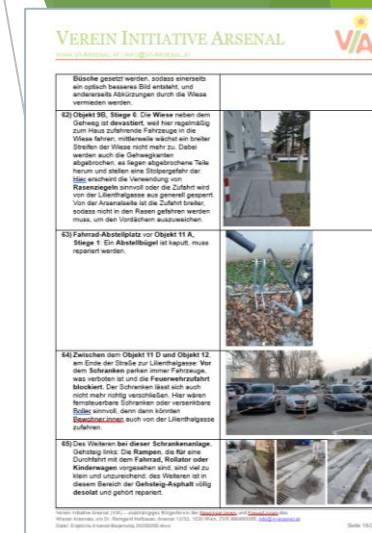 VEREIN INITIATIVE ARSENAL
VIA
Büsche gesetzt werden, sodass einerseits
ein optisch besseres Bild entsteht, und
andererseits Abkürzungen durch die Wiese
vermieden werden.
62) Objekt 9B, Stiege 6: Die Wiese neben dem
Gehweg ist devastiert, weil hier regelmäßig
zum Haus zufahrende Fahrzeuge in die
Wiese fahren; mittlerweile wächst ein breiter
Streifen der Wiese nicht mehr zu. Dabei
werden auch die Gehwegkanten
abgebrochen, es liegen abgebrochene Teile
herum und stellen eine Stolpergefahr dar.
Hier erscheint die Verwendung von
Rasenziegeln sinnvoll oder die Zufahrt wird
von der Lilienthalgasse aus generell gesperrt.
Von der Arsenalseite ist die Zufahrt breiter,
sodass nicht in den Rasen gefahren werden
muss, um den Vordächern auszuweichen.
63) Fahrrad-Abstellplatz vor Objekt 11 A,
Stiege 1: Ein Abstellbügel ist kaputt, muss
repariert werden.
64) Zwischen dem Objekt 11 D und Objekt 12,
am Ende der Straße zur Lilienthalgasse: Vor
dem Schranken parken immer Fahrzeuge,
was verboten ist und die Feuerwehrzufahrt
blockiert. Der Schranken lässt sich auch
nicht mehr richtig verschließen. Hier wären
fernsteuerbare Schranken oder versenkbare
Poller sinnvoll, denn dann könnten
Bewohner:innen auch von der Lilienthalgasse
zufahren.
65) Des Weiteren bei dieser Schrankenanlage,
Gehsteig links: Die Rampen, die für eine
Durchfahrt mit dem Fahrrad, Rollator oder
Kinderwagen vorgesehen sind, sind viel zu
klein und unzureichend; des Weiteren ist in
diesem Bereich der Gehsteig-Asphalt völlig
desolat und gehört repariert.